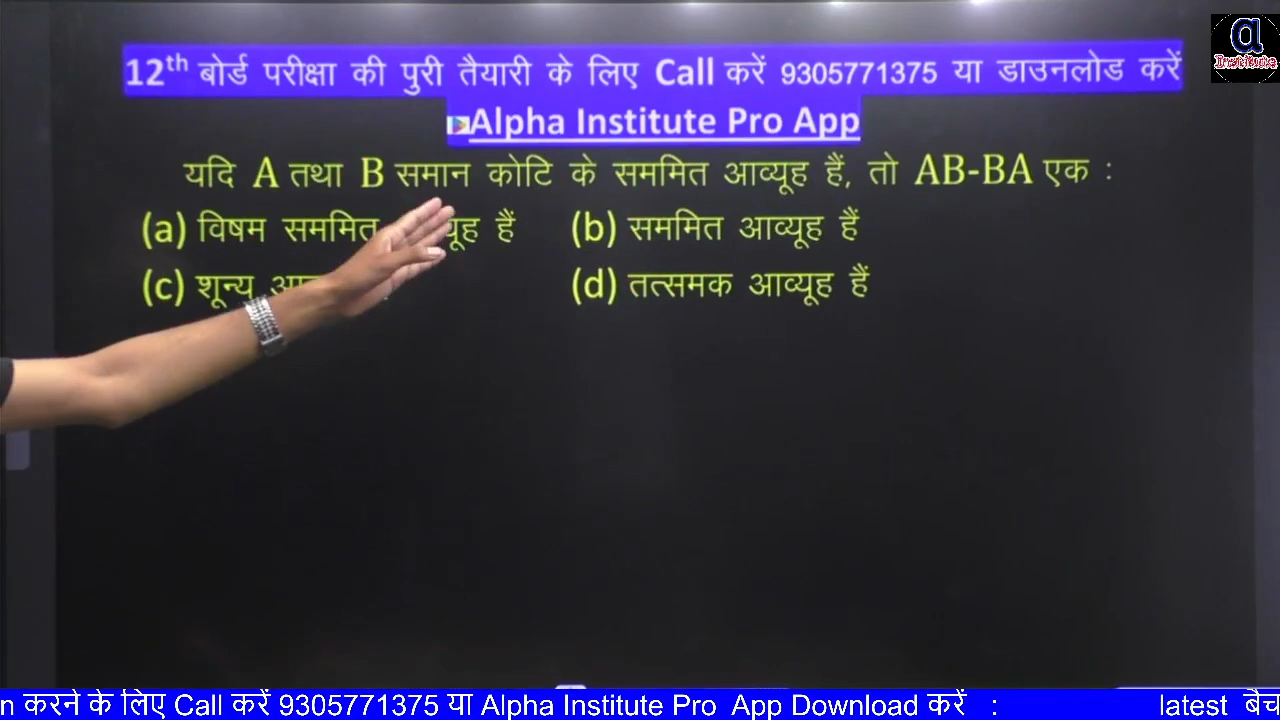 12th बोर्ड परीक्षा की पुरी तैयारी के लिए Call करें 9305771375 या डाउनलोड करें
Alpha Institute Pro App
यदि A तथा B समान कोटि के सममित आव्यूह हैं, तो AB-BA एक :
(a) विषम सममित हैं (b) सममित आव्यूह हैं
(c) शून्य (d) तत्समक आव्यूह हैं
n करने के लिए Call करें 9305771375 या Alpha Institute Pro App Download करें : latest बैच
α
Institute